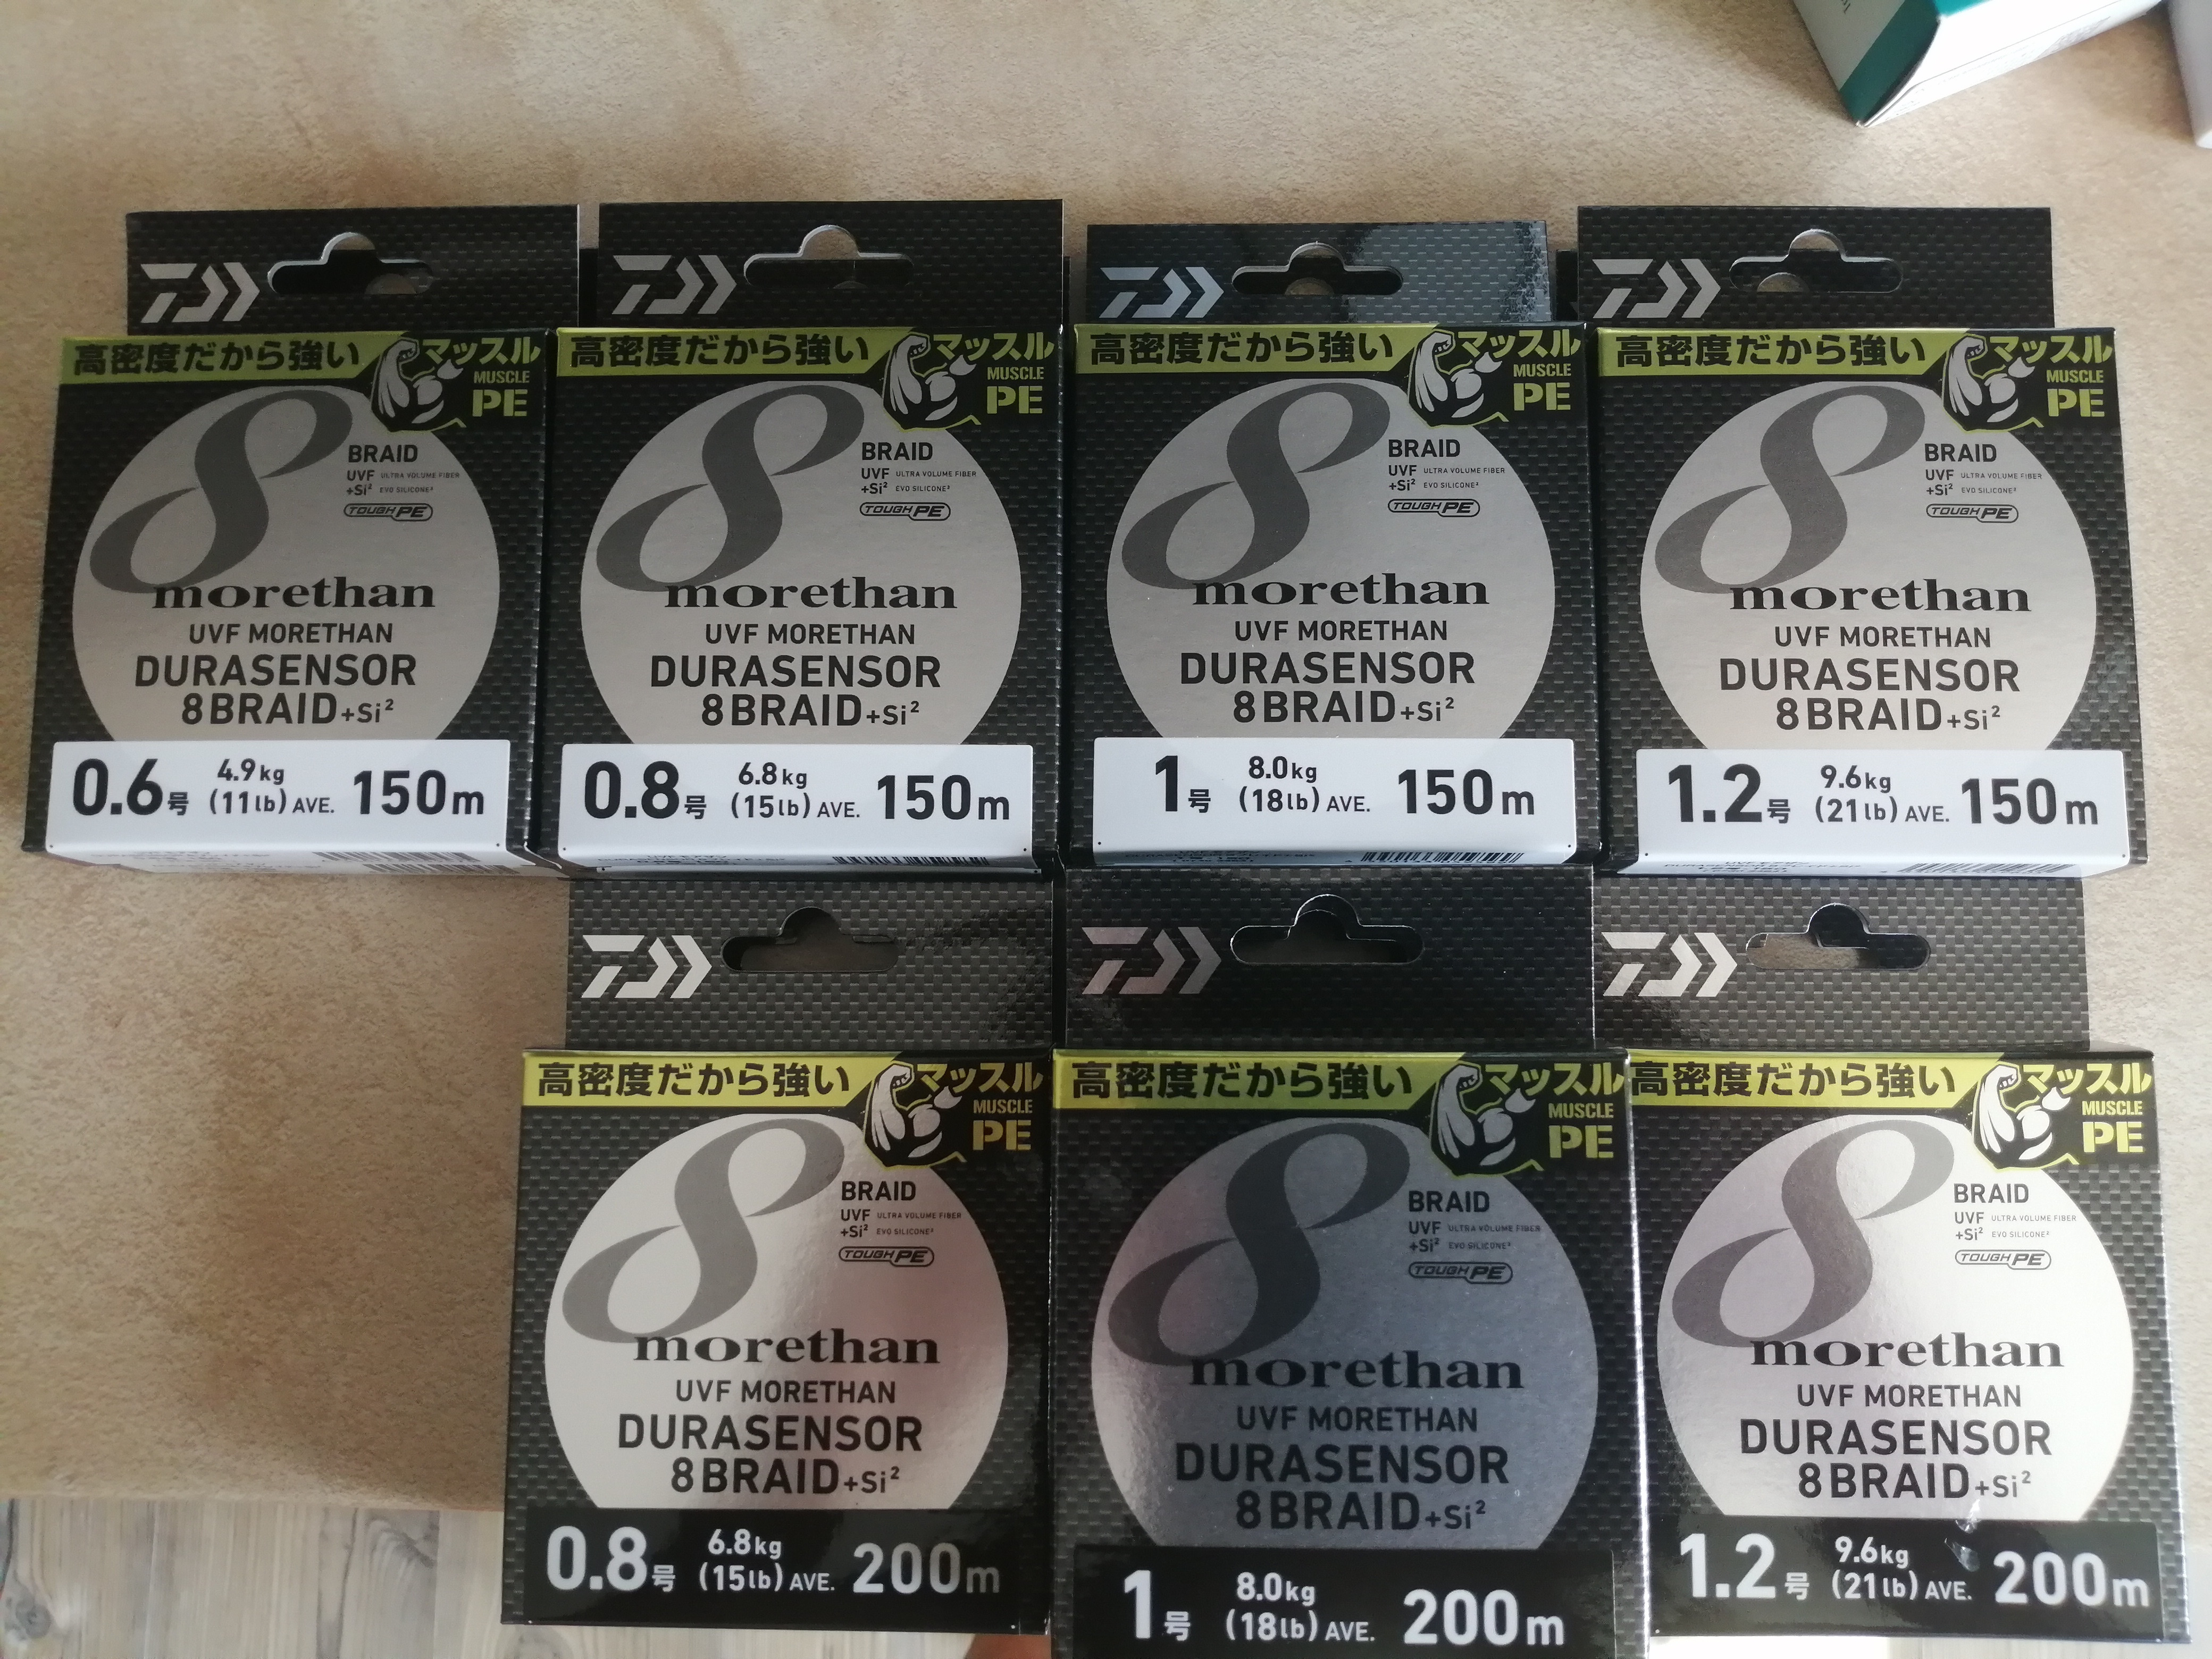 高密度だから強い
マッスル
MUSCLE
PE
8
BRAID
UVF ULTRA VOLUME FIBER
+Si² EVO SILICONE²
TOUGH PE
morethan
UVF MORETHAN
DURASENSOR
8BRAID+Si²
0.6号 4.9kg (11lb) AVE. 150m
高密度だから強い
マッスル
MUSCLE
PE
8
BRAID
UVF ULTRA VOLUME FIBER
+Si² EVO SILICONE²
TOUGH PE
morethan
UVF MORETHAN
DURASENSOR
8BRAID+Si²
0.8号 6.8kg (15lb) AVE. 150m
高密度だから強い
マッスル
MUSCLE
PE
8
BRAID
UVF ULTRA VOLUME FIBER
+Si² EVO SILICONE²
TOUGH PE
morethan
UVF MORETHAN
DURASENSOR
8BRAID+Si²
1号 8.0kg (18lb) AVE. 150m
高密度だから強い
マッスル
MUSCLE
PE
8
BRAID
UVF ULTRA VOLUME FIBER
+Si² EVO SILICONE²
TOUGH PE
morethan
UVF MORETHAN
DURASENSOR
8BRAID+Si²
1.2号 9.6kg (21lb) AVE. 150m
高密度だから強い
マッスル
MUSCLE
PE
8
BRAID
UVF ULTRA VOLUME FIBER
+Si² EVO SILICONE²
TOUGH PE
morethan
UVF MORETHAN
DURASENSOR
8BRAID+Si²
0.8号 6.8kg (15lb) AVE. 200m
高密度だから強い
マッスル
MUSCLE
PE
8
BRAID
UVF ULTRA VOLUME FIBER
+Si² EVO SILICONE²
TOUGH PE
morethan
UVF MORETHAN
DURASENSOR
8BRAID+Si²
1号 8.0kg (18lb) AVE. 200m
高密度だから強い
マッスル
MUSCLE
PE
8
BRAID
UVF ULTRA VOLUME FIBER
+Si² EVO SILICONE²
TOUGH PE
morethan
UVF MORETHAN
DURASENSOR
8BRAID+Si²
1.2号 9.6kg (21lb) AVE. 200m